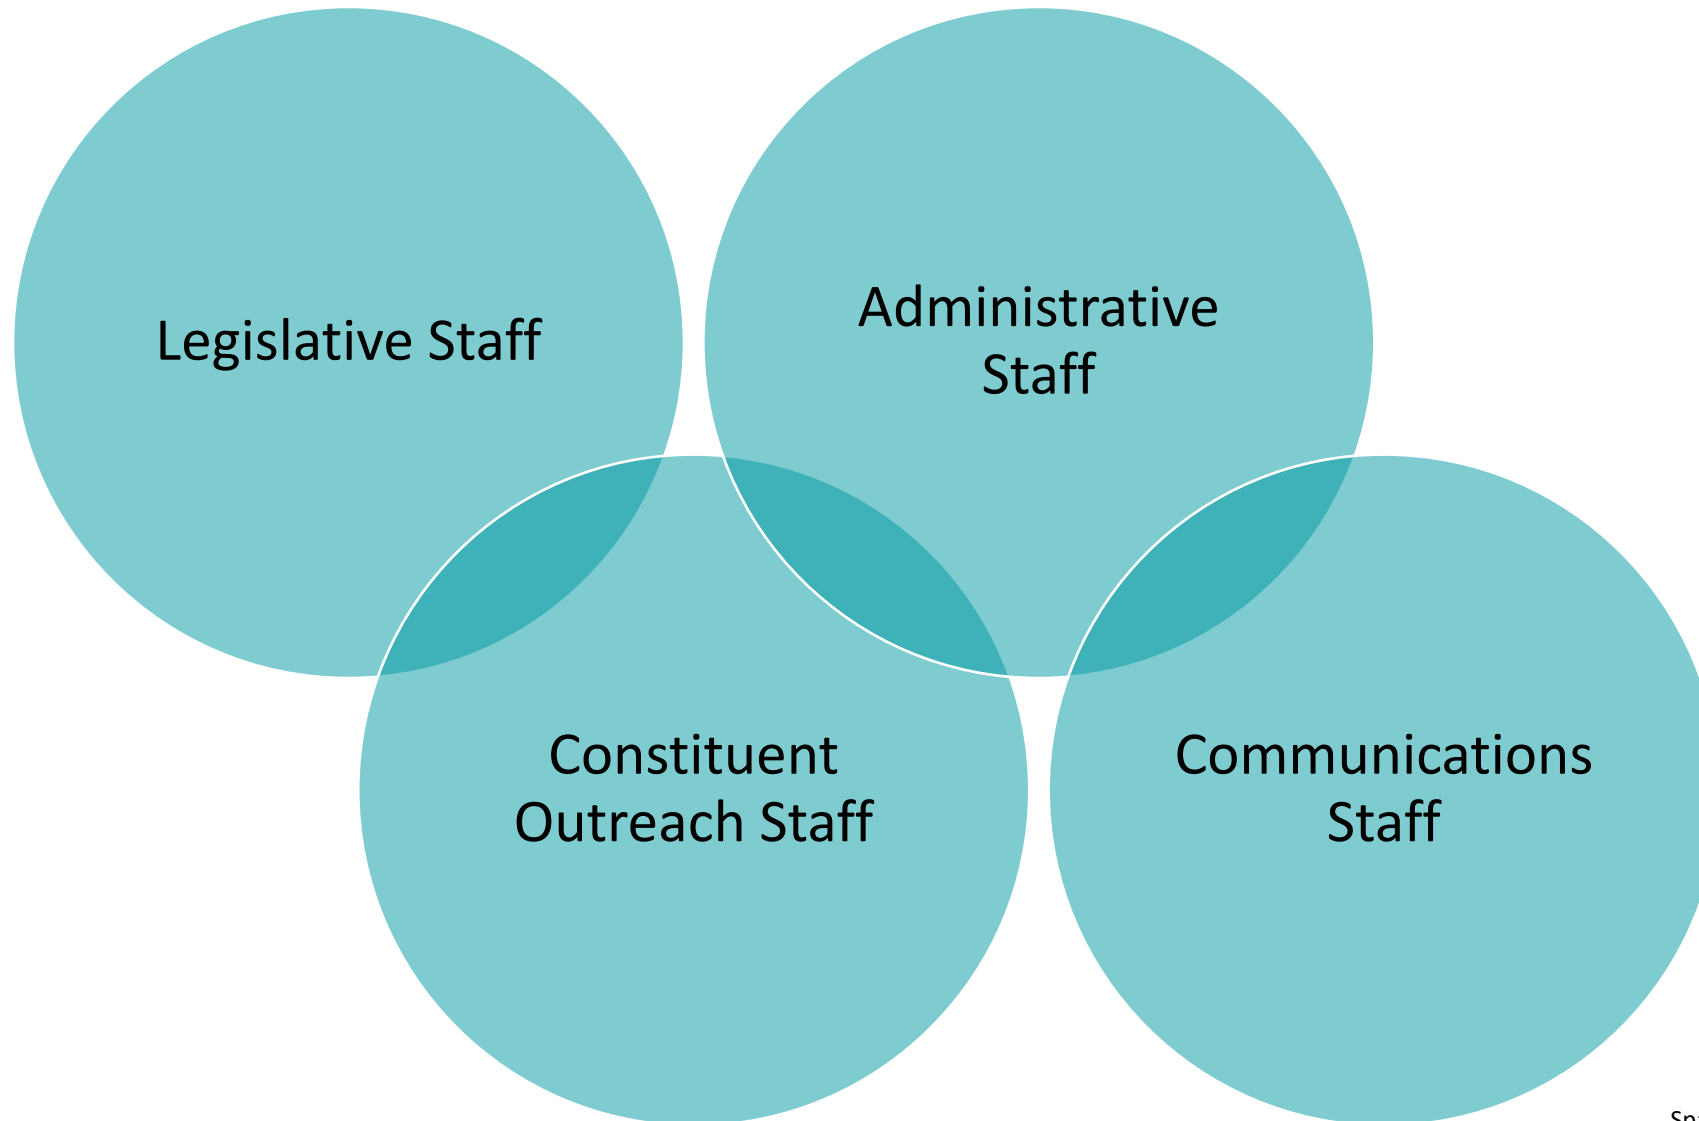 Legislative Staff
Administrative
Staff
Constituent
Outreach Staff
Communications
Staff